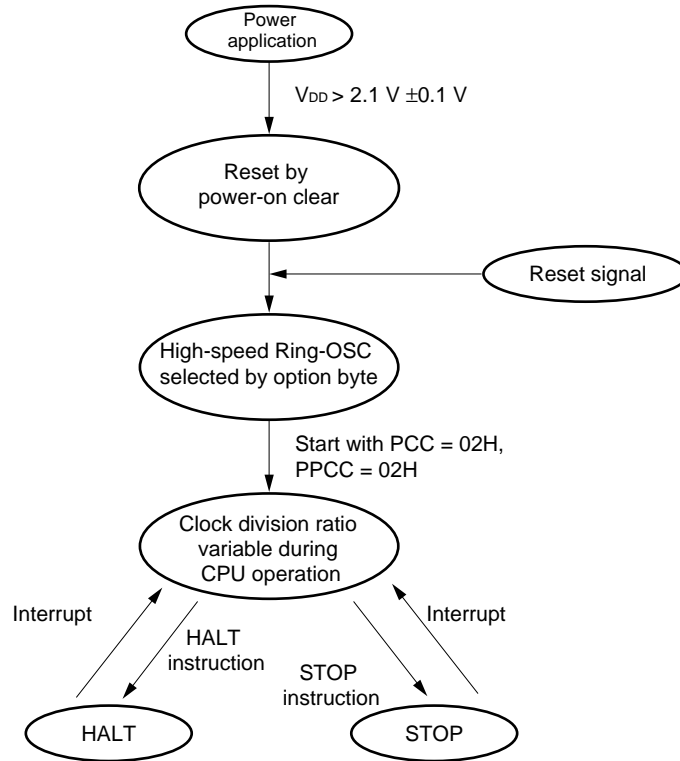 Power
application
VDD > 2.1 V ±0.1 V
Reset by
power-on clear
Reset signal
High-speed Ring-OSC
selected by option byte
Start with PCC = 02H,
PPCC = 02H
Clock division ratio
variable during
CPU operation
Interrupt
HALT
instruction
STOP
instruction
Interrupt
HALT
STOP